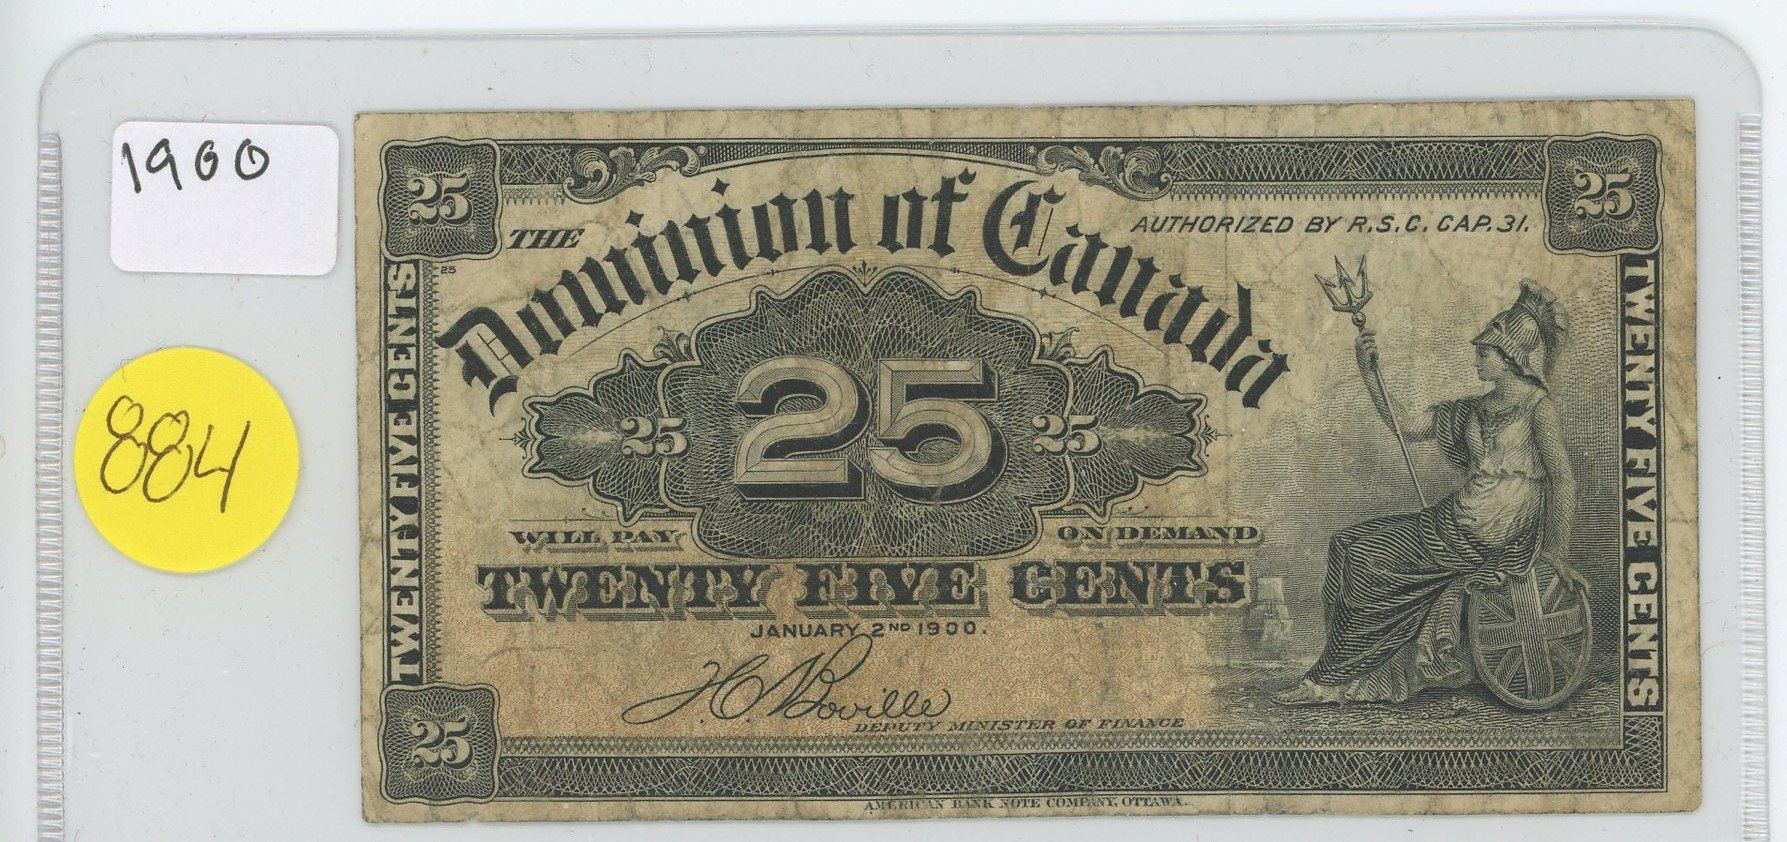 1900
884
25
25
THE Dominion of Canada
AUTHORIZED BY R.S.C. CAP. 31.
25
TWENTY FIVE CENTS
TWENTY FIVE CENTS
25
25
25
WILL PAY
ON DEMAND
TWENTY FIVE CENTS
JANUARY 2ND 1900.
H C Boville
DEPUTY MINISTER OF FINANCE
25
AMERICAN BANK NOTE COMPANY, OTTAWA.